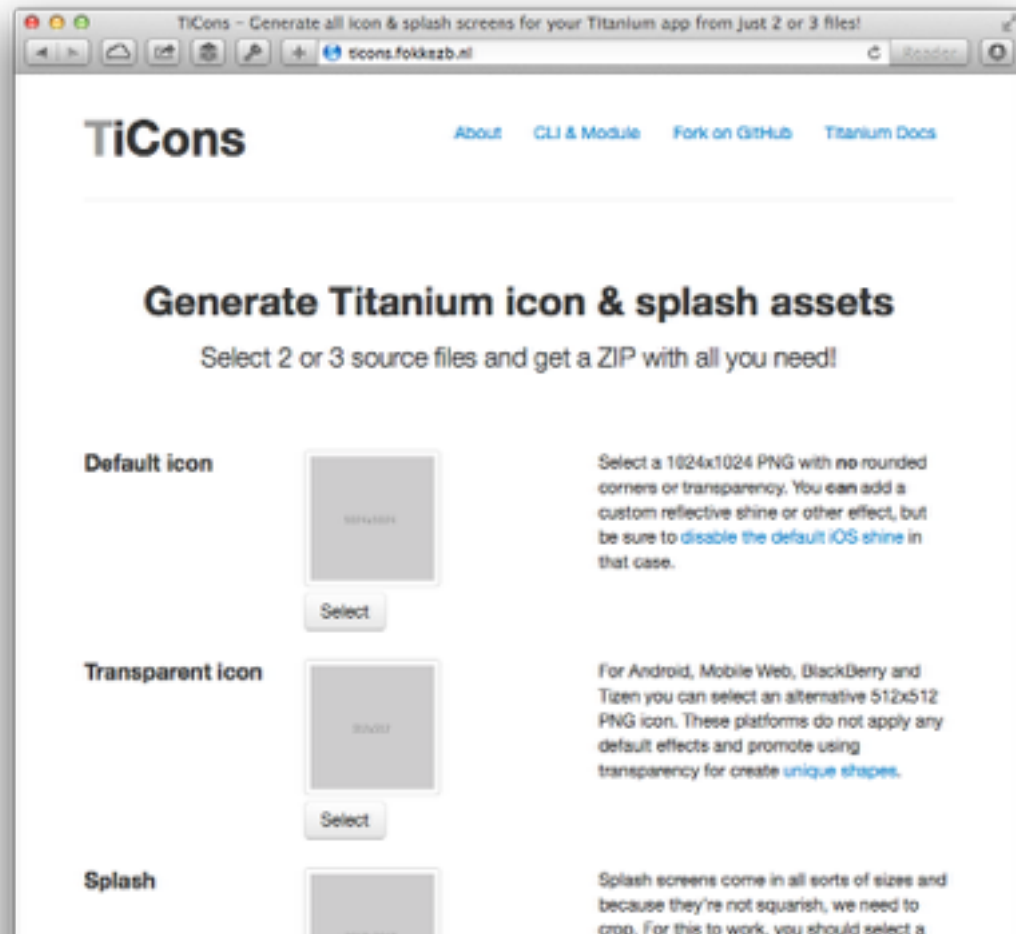 TiCons – Generate all icon & splash screens for your Titanium app from just 2 or 3 files!
ticons.fokkezb.nl
Reader
TiCons
About CLI & Module Fork on GitHub Titanium Docs
Generate Titanium icon & splash assets
Select 2 or 3 source files and get a ZIP with all you need!
Default icon
1024x1024
Select
Select a 1024x1024 PNG with no rounded
corners or transparency. You can add a
custom reflective shine or other effect, but
be sure to disable the default iOS shine in
that case.
Transparent icon
512x512
Select
For Android, Mobile Web, BlackBerry and
Tizen you can select an alternative 512x512
PNG icon. These platforms do not apply any
default effects and promote using
transparency for create unique shapes.
Splash
Splash screens come in all sorts of sizes and
because they're not squarish, we need to
crop. For this to work, you should select a